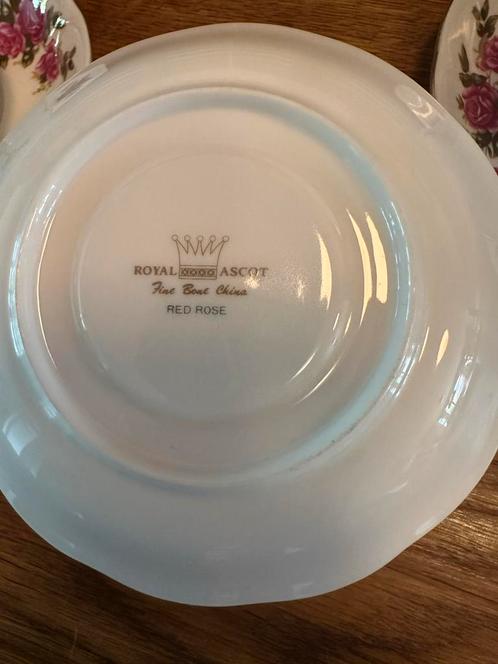 ROYAL ASCOT
Fine Bone China
RED ROSE